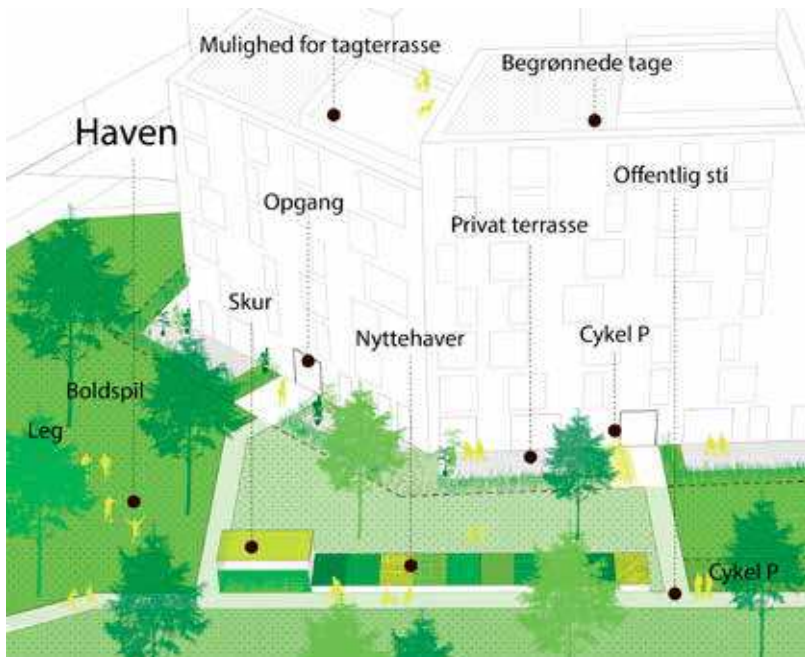 Mulighed for tagterrasse
Begrønnede tage
Haven
Offentlig sti
Opgang
Privat terrasse
Skur
Nyttehaver
Cykel P
Boldspil
Leg
Cykel P